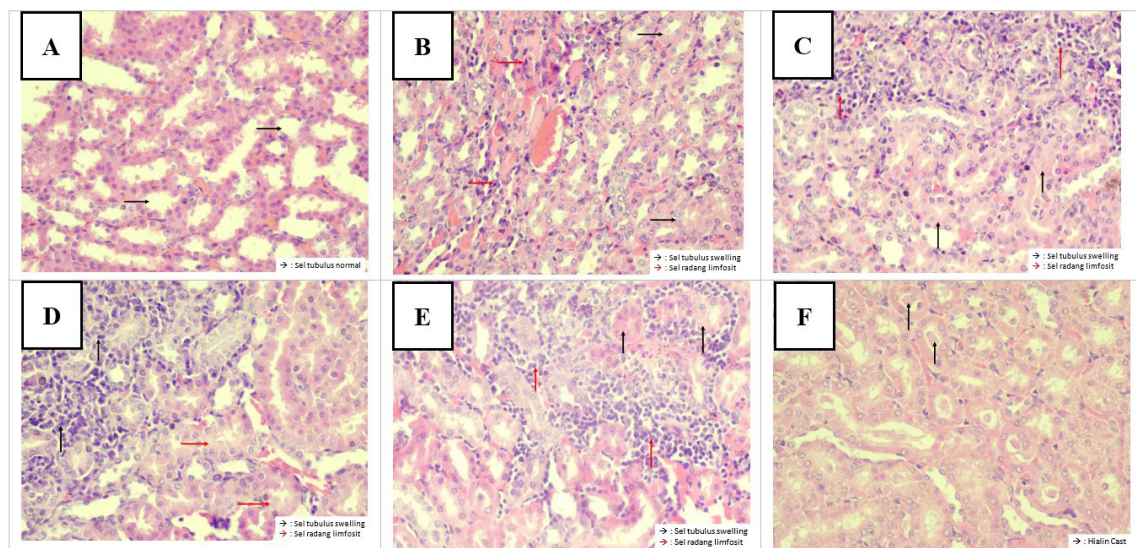 A
→ : Sel tubulus normal
B
→ : Sel tubulus swelling
→ : Sel radang limfosit
C
→ : Sel tubulus swelling
→ : Sel radang limfosit
D
→ : Sel tubulus swelling
→ : Sel radang limfosit
E
→ : Sel tubulus swelling
→ : Sel radang limfosit
F
→ : Hialin Cast